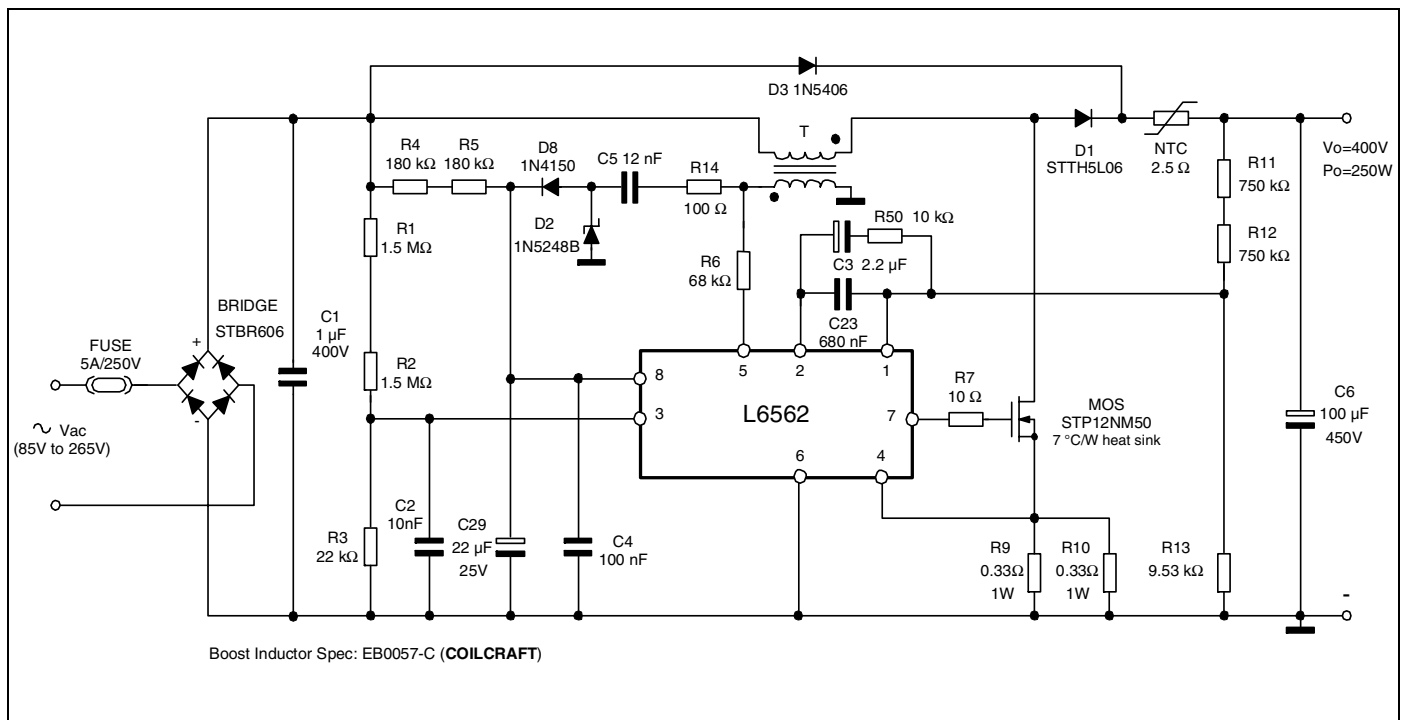 D3 1N5406
T
R4
180 kΩ
R5
180 kΩ
D8
1N4150
C5 12 nF
R14
100 Ω
D1
STTH5L06
NTC
2.5 Ω
Vo=400V
Po=250W
R11
750 kΩ
R12
750 kΩ
R1
1.5 MΩ
D2
1N5248B
R50 10 kΩ
C3 2.2 µF
R6
68 kΩ
C23
680 nF
BRIDGE
STBR606
+
-
FUSE
5A/250V
C1
1 µF
400V
R2
1.5 MΩ
5
2
1
8
3
L6562
7
6
4
R7
10 Ω
MOS
STP12NM50
7 °C/W heat sink
C6
100 µF
450V
~ Vac
(85V to 265V)
R3
22 kΩ
C2
10nF
C29
22 µF
25V
C4
100 nF
R9
0.33Ω
1W
R10
0.33Ω
1W
R13
9.53 kΩ
-
Boost Inductor Spec: EB0057-C (COILCRAFT)